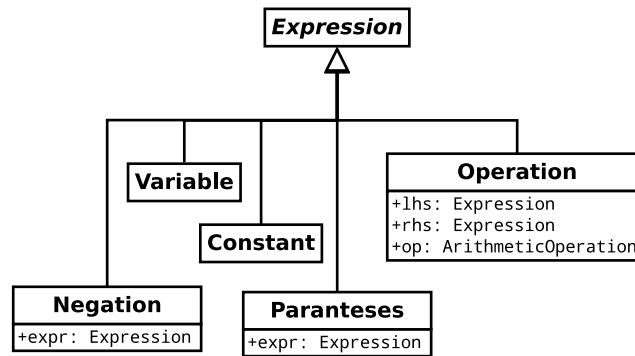 Expression
Variable
Operation
+lhs: Expression
+rhs: Expression
+op: ArithmeticOperation
Constant
Negation
+expr: Expression
Paranteses
+expr: Expression